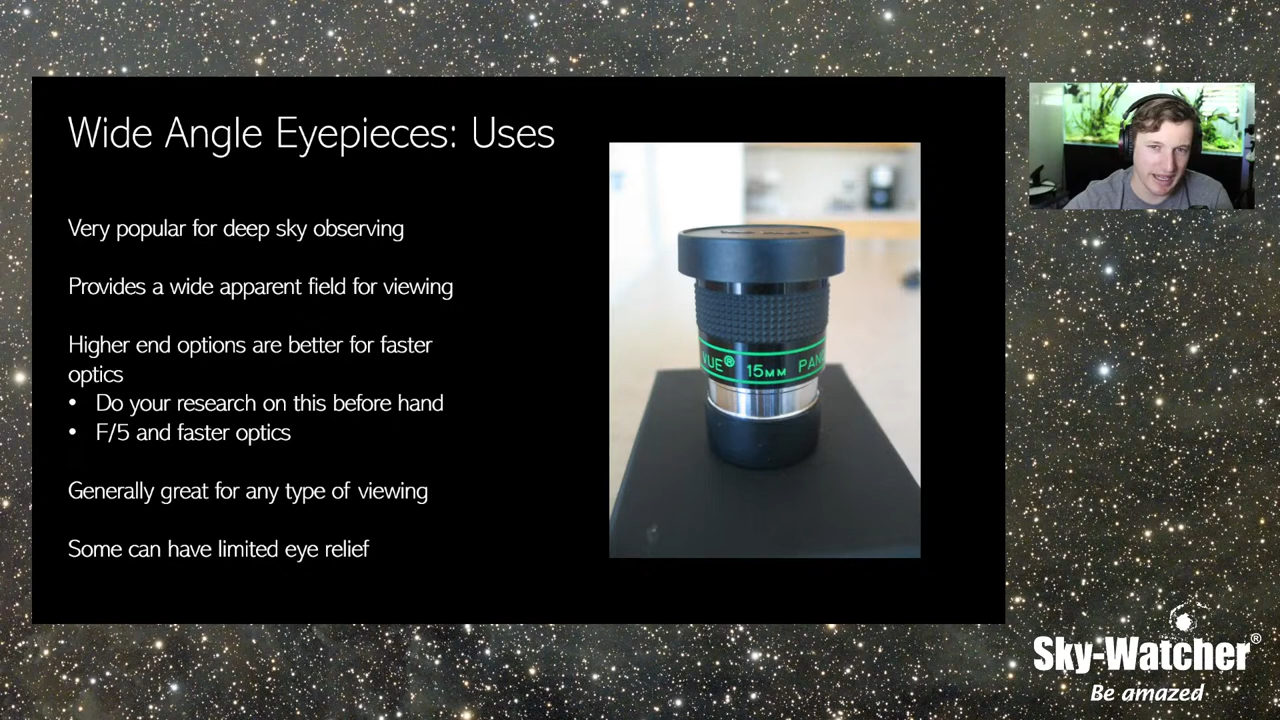 Wide Angle Eyepieces: Uses
Very popular for deep sky observing
Provides a wide apparent field for viewing
Higher end options are better for faster
optics
• Do your research on this before hand
• F/5 and faster optics
Generally great for any type of viewing
Some can have limited eye relief
VUE® 15MM PAN
Sky-Watcher®
Be amazed